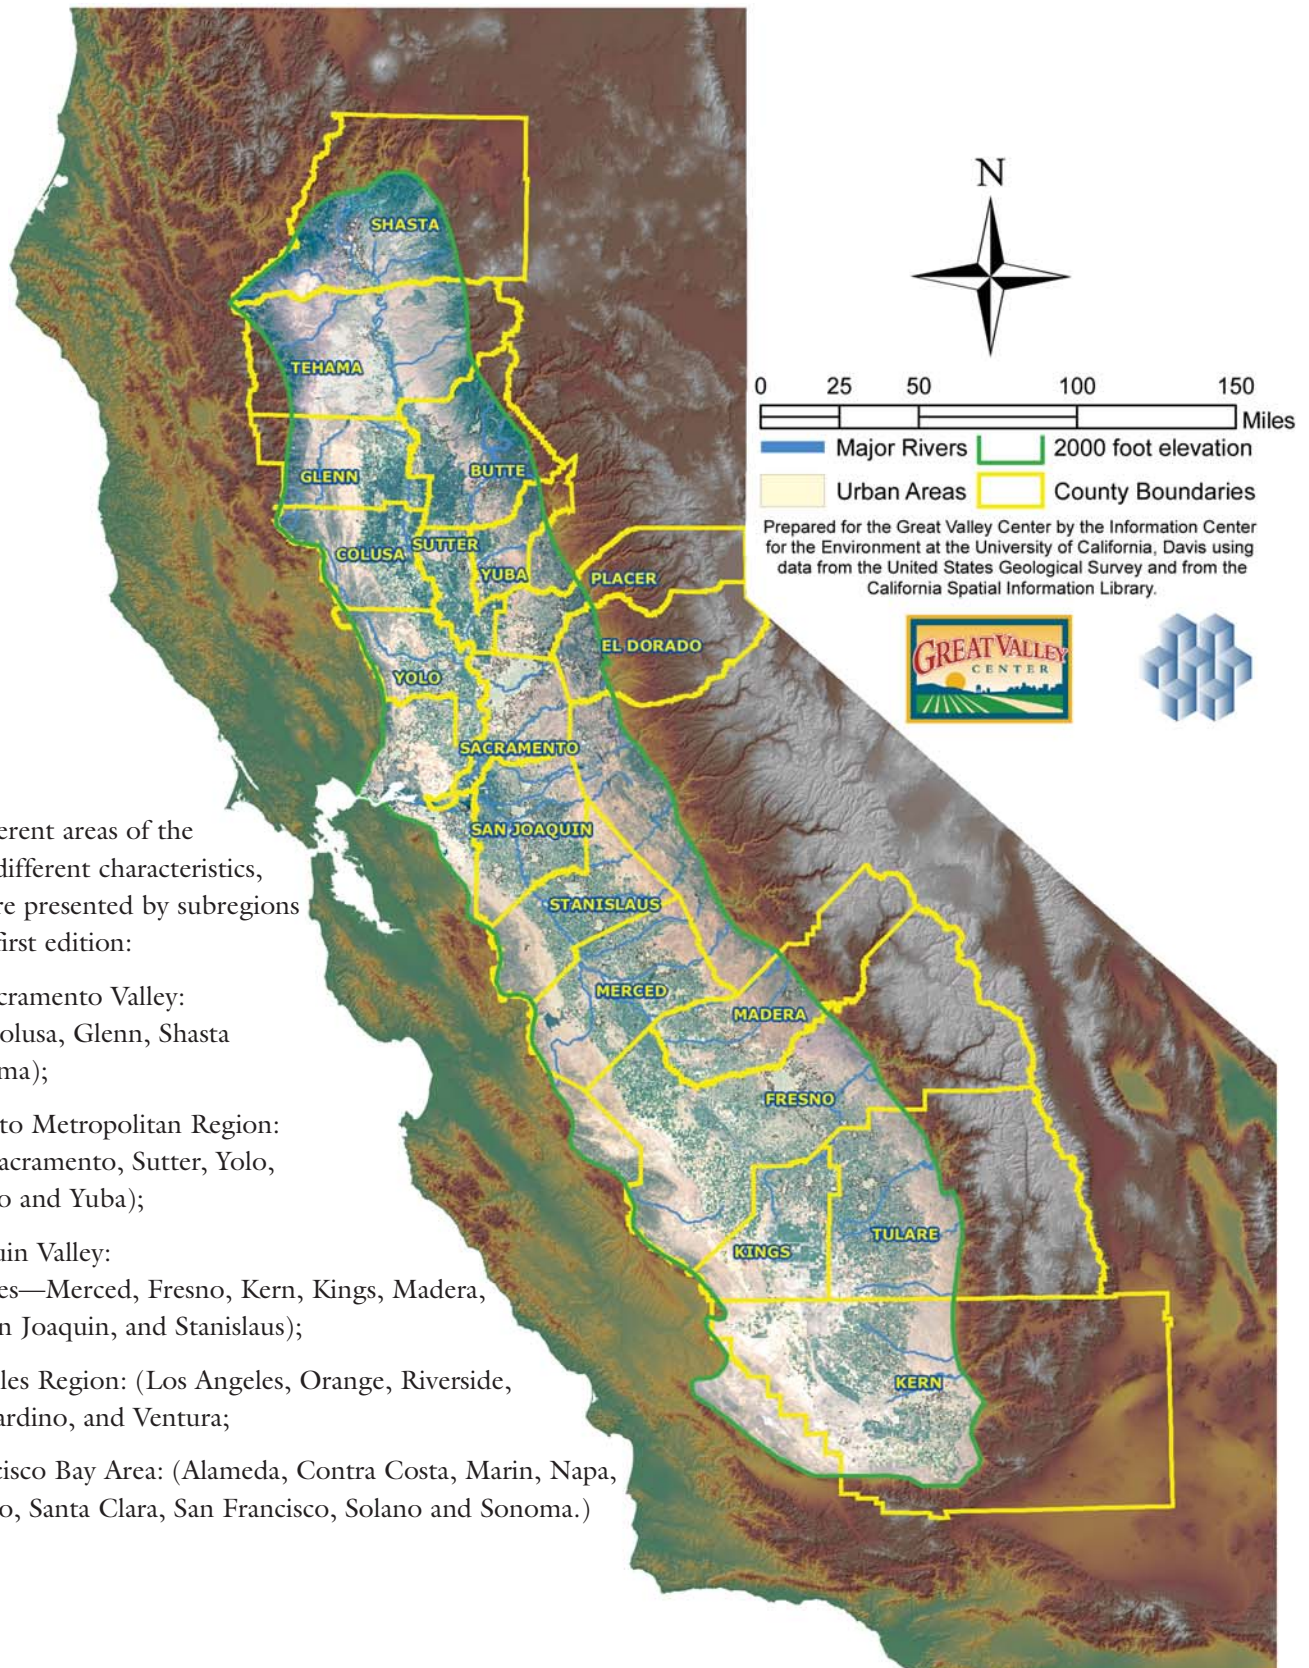 N
0 25 50 100 150
Miles
Major Rivers 2000 foot elevation
Urban Areas County Boundaries
Prepared for the Great Valley Center by the Information Center
for the Environment at the University of California, Davis using
data from the United States Geological Survey and from the
California Spatial Information Library.
GREAT VALLEY
CENTER
SHASTA
TEHAMA
GLENN
BUTTE
COLUSA
SUTTER
YUBA
PLACER
EL DORADO
YOLO
SACRAMENTO
SAN JOAQUIN
STANISLAUS
MERCED
MADERA
FRESNO
KINGS
TULARE
KERN
erent areas of the
different characteristics,
re presented by subregions
first edition:
cramento Valley:
olusa, Glenn, Shasta
ma);
to Metropolitan Region:
acramento, Sutter, Yolo,
o and Yuba);
uin Valley:
es—Merced, Fresno, Kern, Kings, Madera,
n Joaquin, and Stanislaus);
les Region: (Los Angeles, Orange, Riverside,
ardino, and Ventura;
cisco Bay Area: (Alameda, Contra Costa, Marin, Napa,
o, Santa Clara, San Francisco, Solano and Sonoma.)